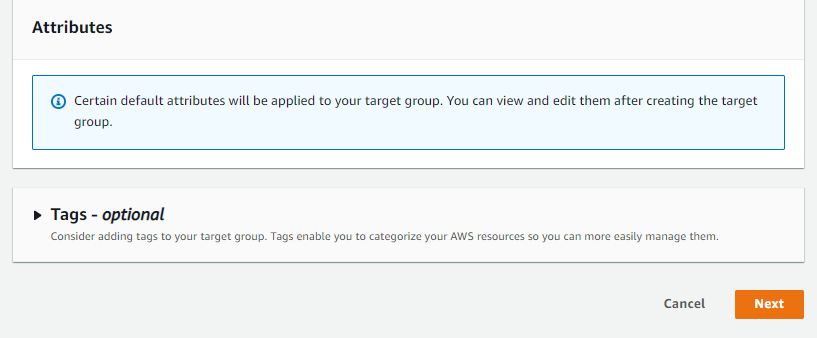 Attributes
Certain default attributes will be applied to your target group. You can view and edit them after creating the target
group.
Tags - optional
Consider adding tags to your target group. Tags enable you to categorize your AWS resources so you can more easily manage them.
Cancel
Next